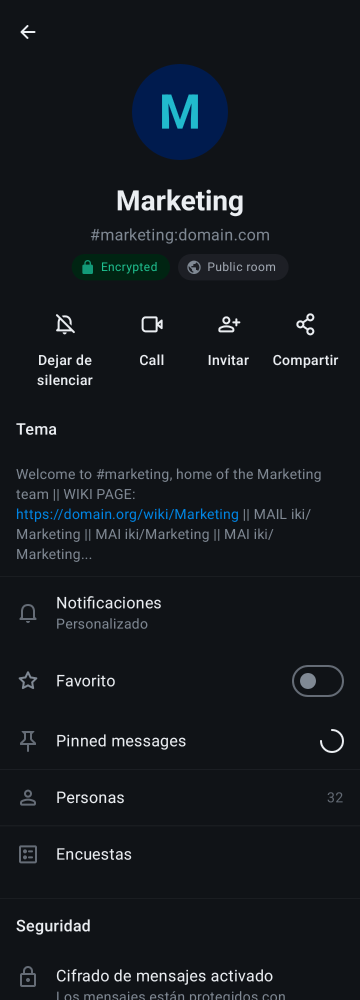 M
Marketing
#marketing:domain.com
Encrypted
Public room
Dejar de
silenciar
Call
Invitar
Compartir
Tema
Welcome to #marketing, home of the Marketing
team || WIKI PAGE:
https://domain.org/wiki/Marketing || MAIL iki/
Marketing || MAI iki/Marketing || MAI iki/
Marketing...
Notificaciones
Personalizado
Favorito
Pinned messages
Personas
32
Encuestas
Seguridad
Cifrado de mensajes activado
Los mensajes están protegidos con